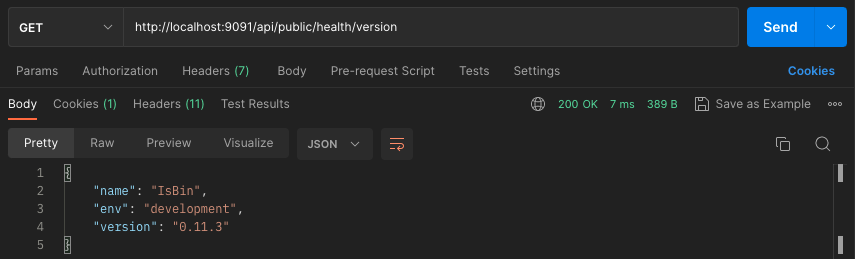 GET http://localhost:9091/api/public/health/version Send
Params Authorization Headers (7) Body Pre-request Script Tests Settings Cookies
Body Cookies (1) Headers (11) Test Results 200 OK 7 ms 389 B Save as Example
Pretty Raw Preview Visualize JSON
1 {
2 "name": "IsBin",
3 "env": "development",
4 "version": "0.11.3"
5 }